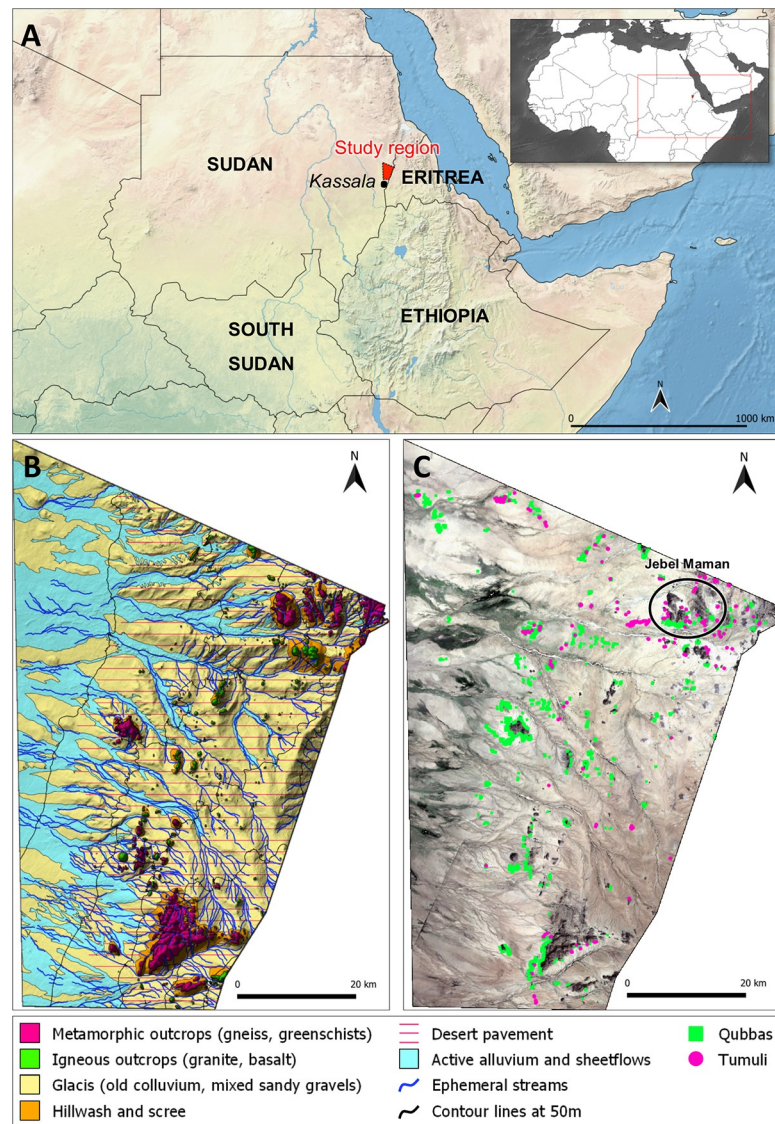 A
N
SUDAN
Study region
Kassala
ERITREA
SOUTH
SUDAN
ETHIOPIA
N
0
1000 km
B
N
0
20 km
C
N
Jebel Maman
0
20 km
Metamorphic outcrops (gneiss, greenschists)
Igneous outcrops (granite, basalt)
Glacis (old colluvium, mixed sandy gravels)
Hillwash and scree
Desert pavement
Active alluvium and sheetflows
Ephemeral streams
Contour lines at 50m
Qubbas
Tumuli